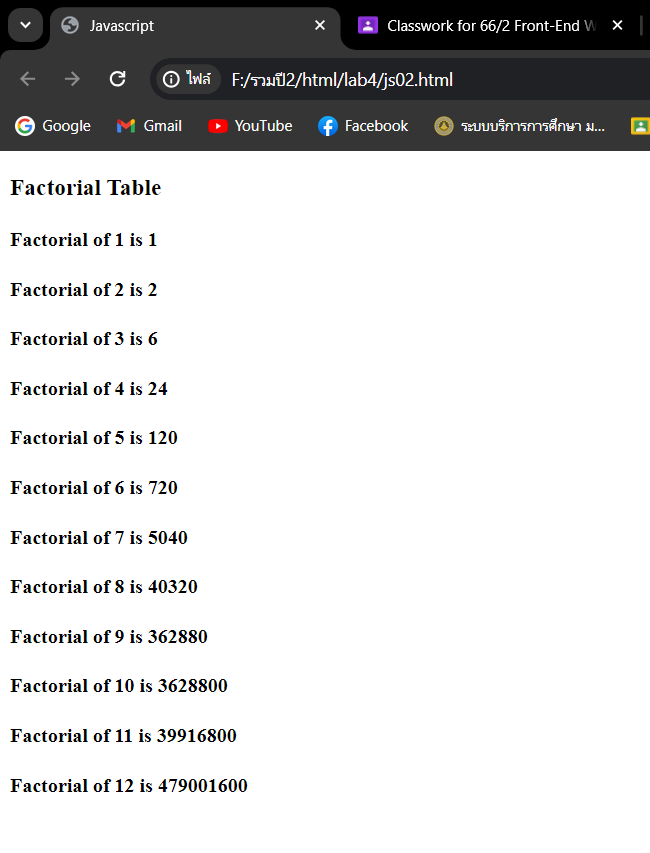 Javascript
Classwork for 66/2 Front-End W
ไฟล์ F:/รวมปี2/html/lab4/js02.html
Google Gmail YouTube Facebook ระบบบริการการศึกษา ม...
Factorial Table
Factorial of 1 is 1
Factorial of 2 is 2
Factorial of 3 is 6
Factorial of 4 is 24
Factorial of 5 is 120
Factorial of 6 is 720
Factorial of 7 is 5040
Factorial of 8 is 40320
Factorial of 9 is 362880
Factorial of 10 is 3628800
Factorial of 11 is 39916800
Factorial of 12 is 479001600